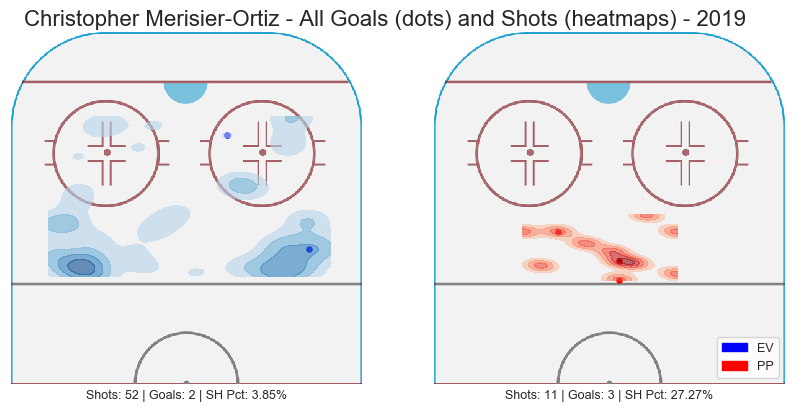 Christopher Merisier-Ortiz - All Goals (dots) and Shots (heatmaps) - 2019
EV
PP
Shots: 52 | Goals: 2 | SH Pct: 3.85%
Shots: 11 | Goals: 3 | SH Pct: 27.27%